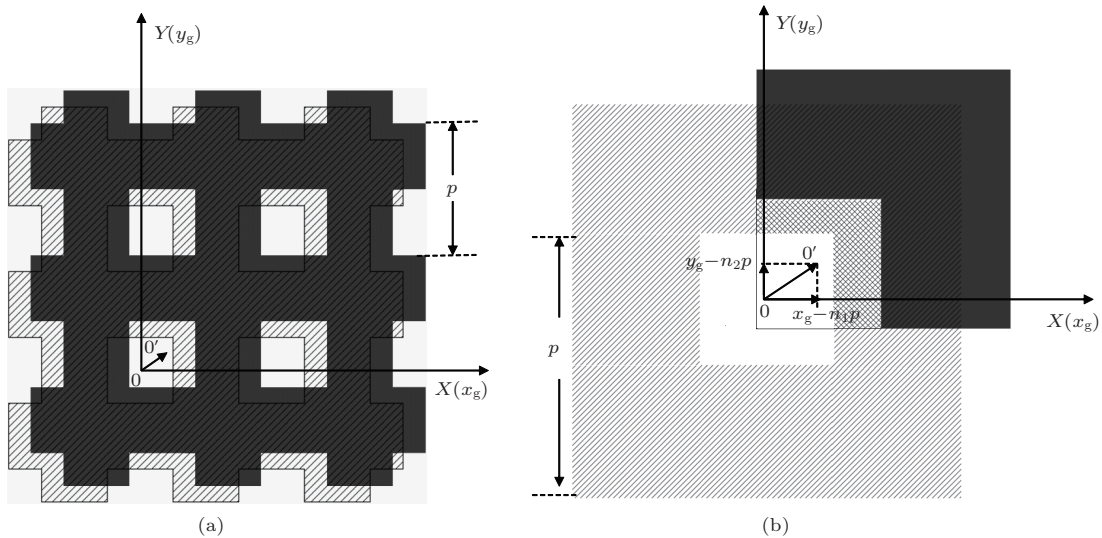 Y(y_g)
p
0′
0
X(x_g)
(a)
Y(y_g)
0′
y_g−n_2p
0
x_g−n_1p
X(x_g)
p
(b)